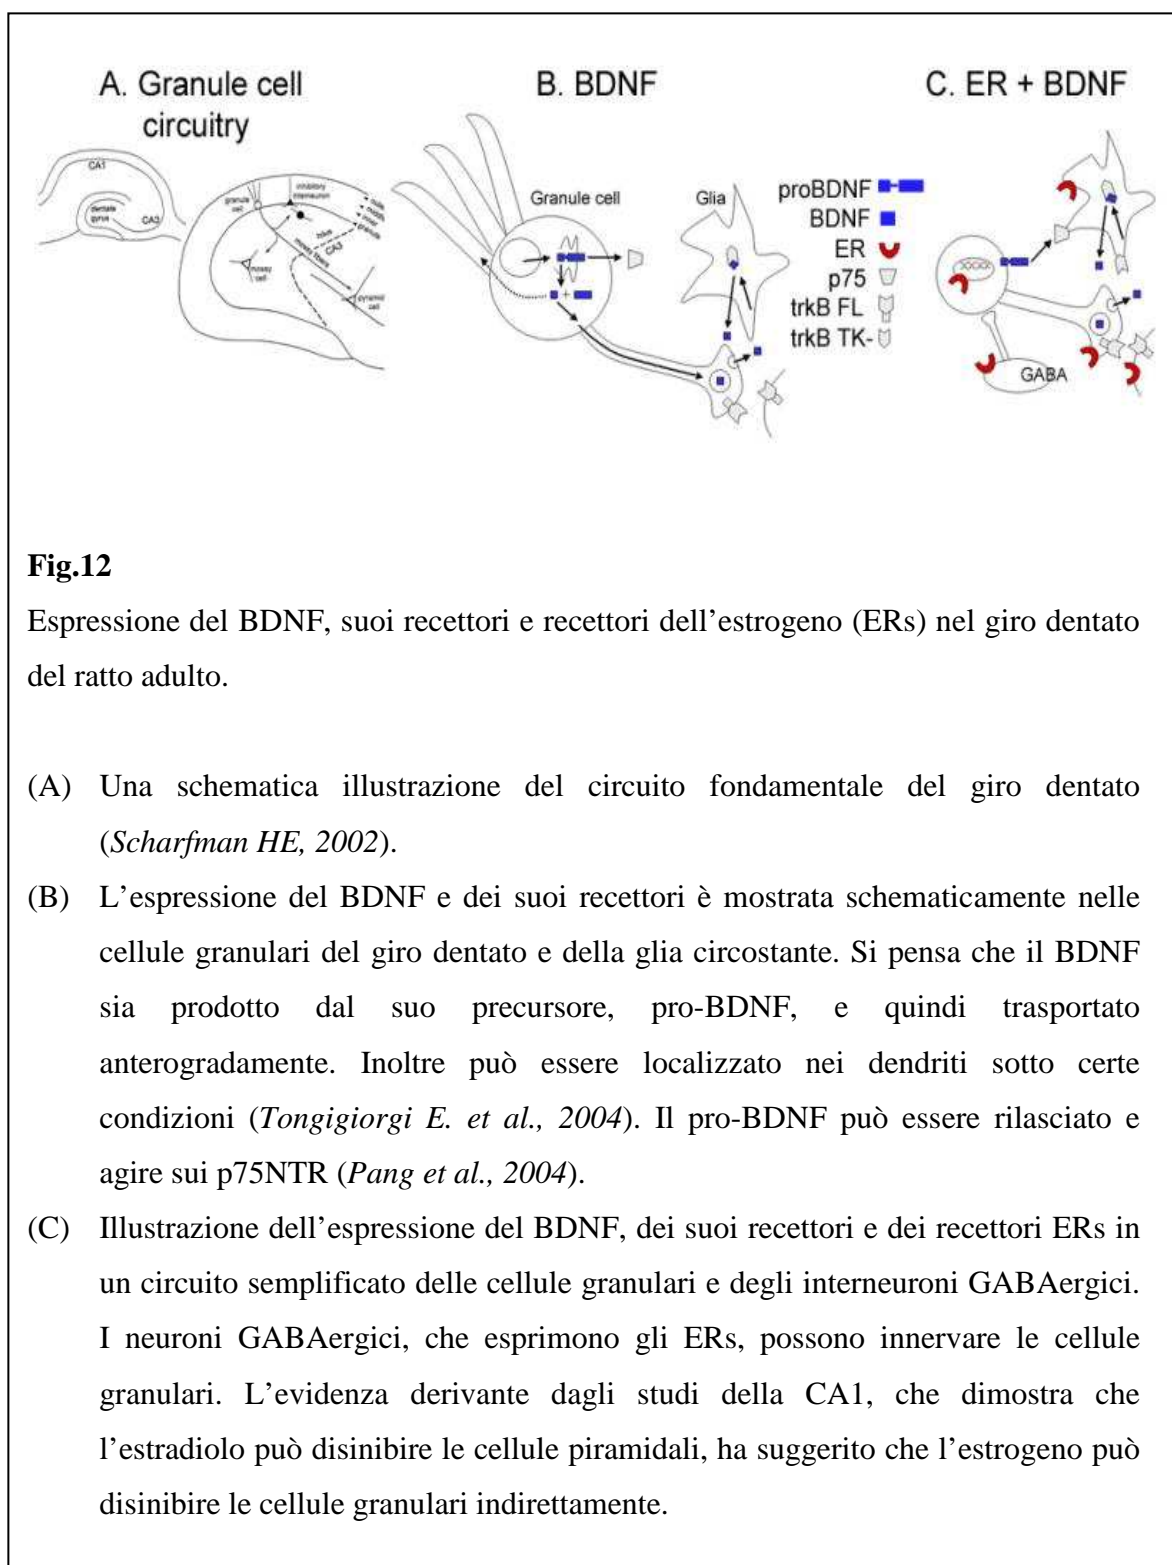 A. Granule cell
circuitry
B. BDNF
C. ER + BDNF
CA1
dentate
gyrus
CA3
granule
cell
inhibitory
interneuron
outer
middle
inner
granule
hilus
CA3
mossy fibers
mossy
cell
pyramidal
cell
Granule cell
Glia
proBDNF
BDNF
ER
p75
trkB FL
trkB TK-
GABA
Fig.12
Espressione del BDNF, suoi recettori e recettori dell’estrogeno (ERs) nel giro dentato
del ratto adulto.
(A) Una schematica illustrazione del circuito fondamentale del giro dentato
(Scharfman HE, 2002).
(B) L’espressione del BDNF e dei suoi recettori è mostrata schematicamente nelle
cellule granulari del giro dentato e della glia circostante. Si pensa che il BDNF
sia prodotto dal suo precursore, pro-BDNF, e quindi trasportato
anterogradamente. Inoltre può essere localizzato nei dendriti sotto certe
condizioni (Tongigiorgi E. et al., 2004). Il pro-BDNF può essere rilasciato e
agire sui p75NTR (Pang et al., 2004).
(C) Illustrazione dell’espressione del BDNF, dei suoi recettori e dei recettori ERs in
un circuito semplificato delle cellule granulari e degli interneuroni GABAergici.
I neuroni GABAergici, che esprimono gli ERs, possono innervare le cellule
granulari. L’evidenza derivante dagli studi della CA1, che dimostra che
l’estradiolo può disinibire le cellule piramidali, ha suggerito che l’estrogeno può
disinibire le cellule granulari indirettamente.